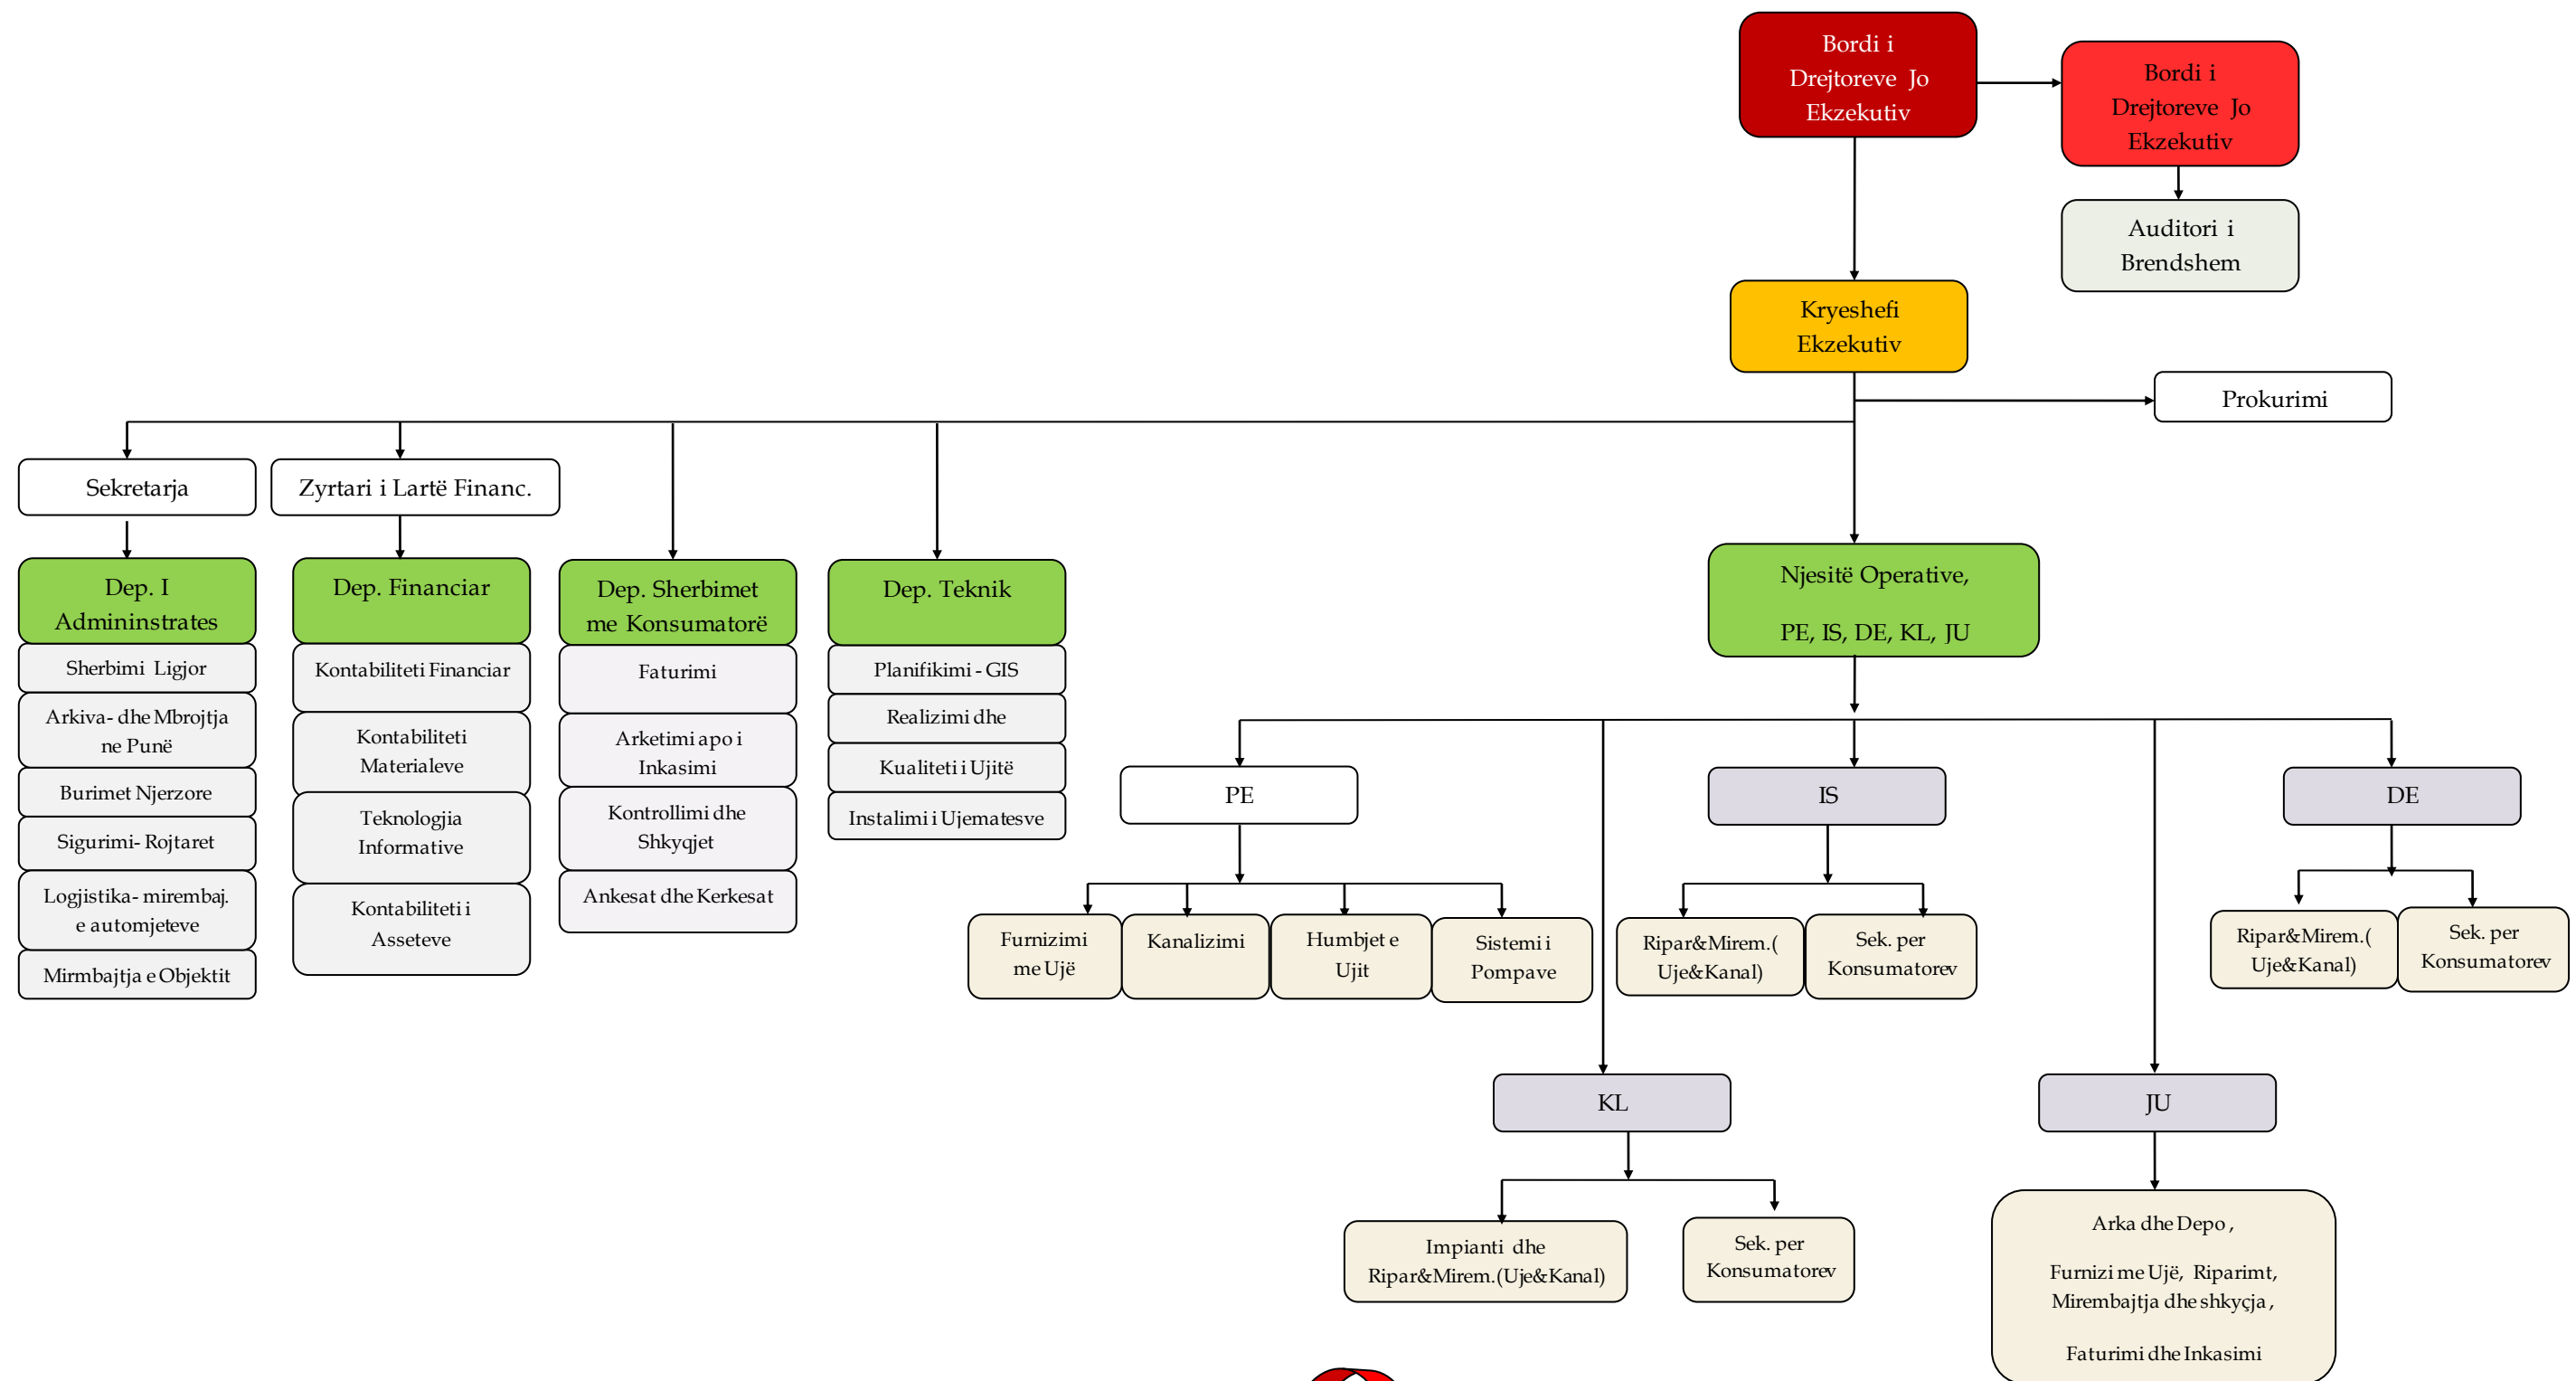 Bordi i
Drejtoreve Jo
Ekzekutiv
Bordi i
Drejtoreve Jo
Ekzekutiv
Auditori i
Brendshem
Kryeshefi
Ekzekutiv
Prokurimi
Sekretarja
Zyrtari i Lartë Financ.
Dep. I
Admininstrates
Sherbimi Ligjor
Arkiva- dhe Mbrojtja
ne Punë
Burimet Njerzore
Sigurimi- Rojtaret
Logjistika- mirembaj.
e automjeteve
Mirmbajtja e Objektit
Dep. Financiar
Kontabiliteti Financiar
Kontabiliteti
Materialeve
Teknologjia
Informative
Kontabiliteti i
Asseteve
Dep. Sherbimet
me Konsumatorë
Faturimi
Arketimi apo i
Inkasimi
Kontrollimi dhe
Shkyqjet
Ankesat dhe Kerkesat
Dep. Teknik
Planifikimi - GIS
Realizimi dhe
Kualiteti i Ujitë
Instalimi i Ujematesve
Njesitë Operative,
PE, IS, DE, KL, JU
PE
Furnizimi
me Ujë
Kanalizimi
Humbjet e
Ujit
Sistemi i
Pompave
IS
Ripar&Mirem.(
Uje&Kanal)
Sek. per
Konsumatorev
DE
Ripar&Mirem.(
Uje&Kanal)
Sek. per
Konsumatorev
KL
Impianti dhe
Ripar&Mirem.(Uje&Kanal)
Sek. per
Konsumatorev
JU
Arka dhe Depo ,
Furnizi me Ujë, Riparimt,
Mirembajtja dhe shkyçja ,
Faturimi dhe Inkasimi